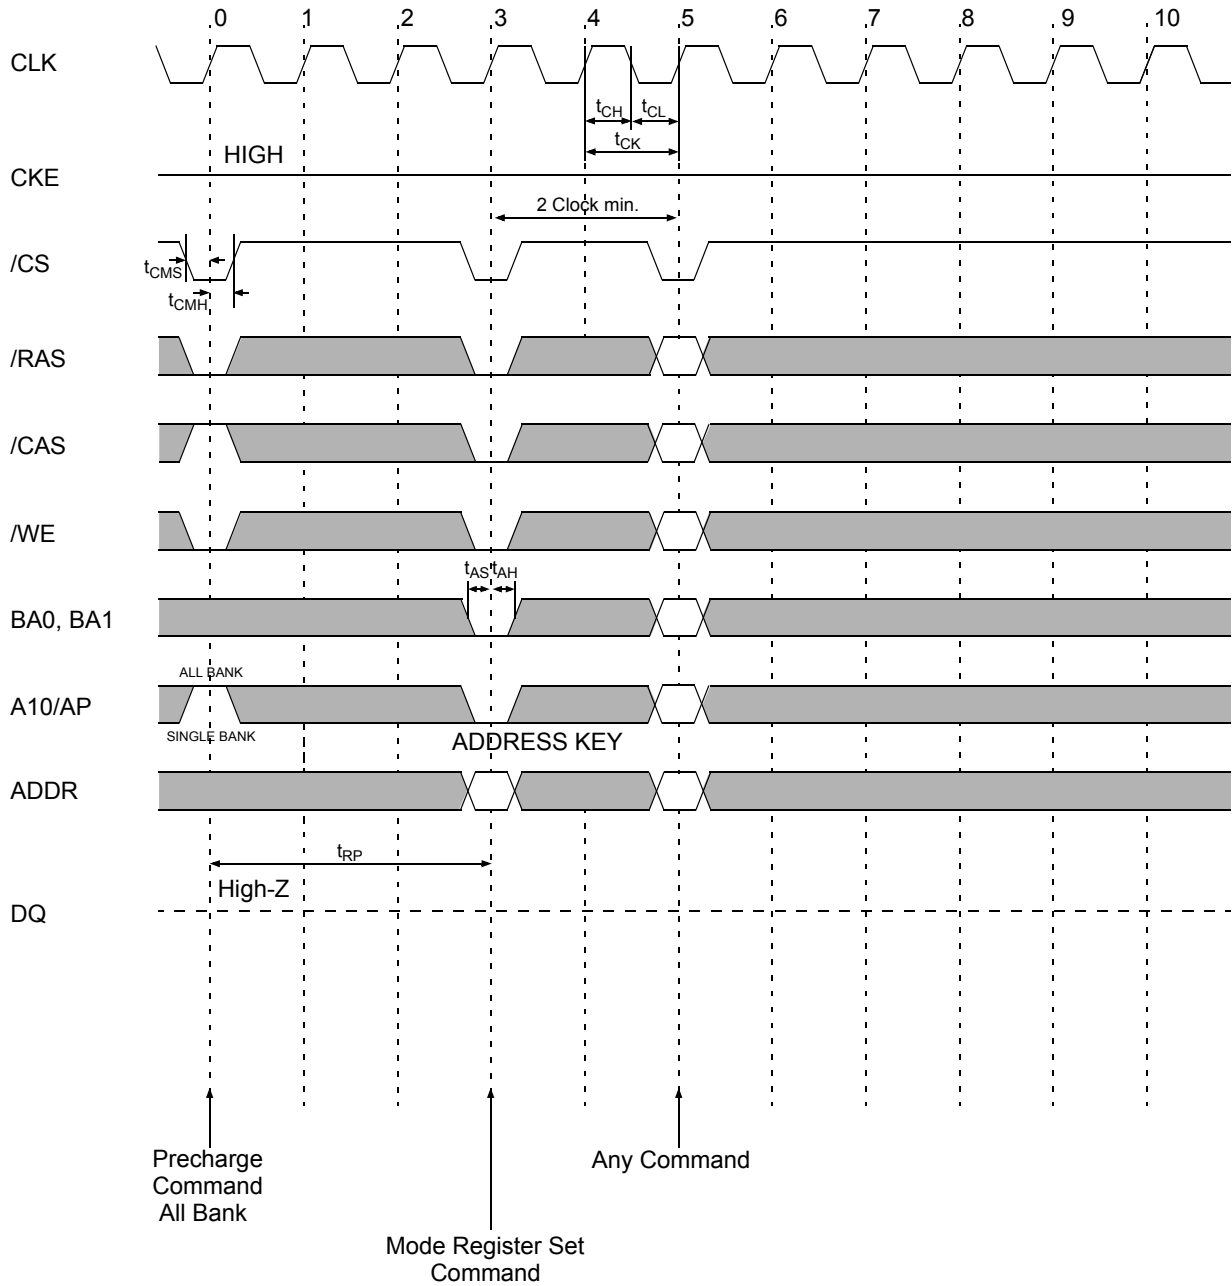 0 1 2 3 4 5 6 7 8 9 10
CLK
tCH tCL
tCK
HIGH
CKE
2 Clock min.
/CS
tCMS
tCMH
/RAS
/CAS
/WE
tAS tAH
BA0, BA1
ALL BANK
A10/AP
SINGLE BANK
ADDRESS KEY
ADDR
tRP
High-Z
DQ
Precharge
Command
All Bank
Any Command
Mode Register Set
Command